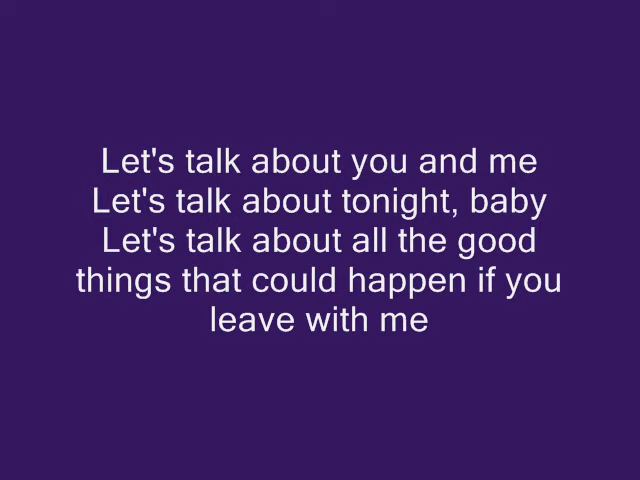 Let's talk about you and me
Let's talk about tonight, baby
Let's talk about all the good
things that could happen if you
leave with me